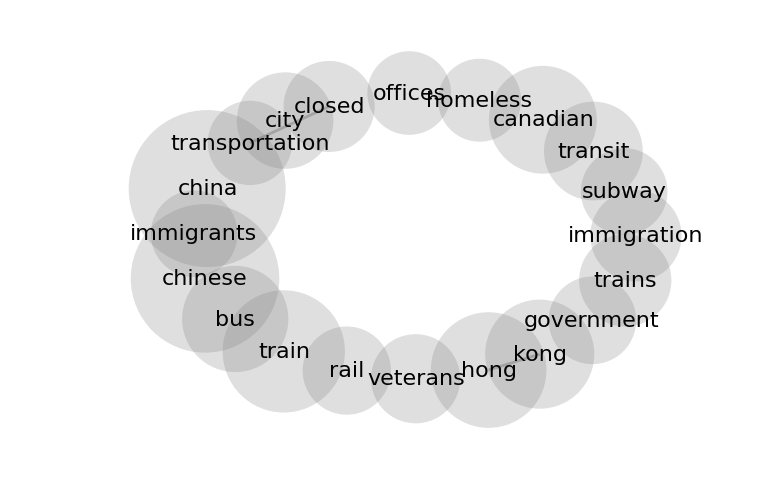 offices
homeless
closed
canadian
city
transportation
transit
china
subway
immigrants
immigration
chinese
trains
bus
government
train
kong
rail
hong
veterans